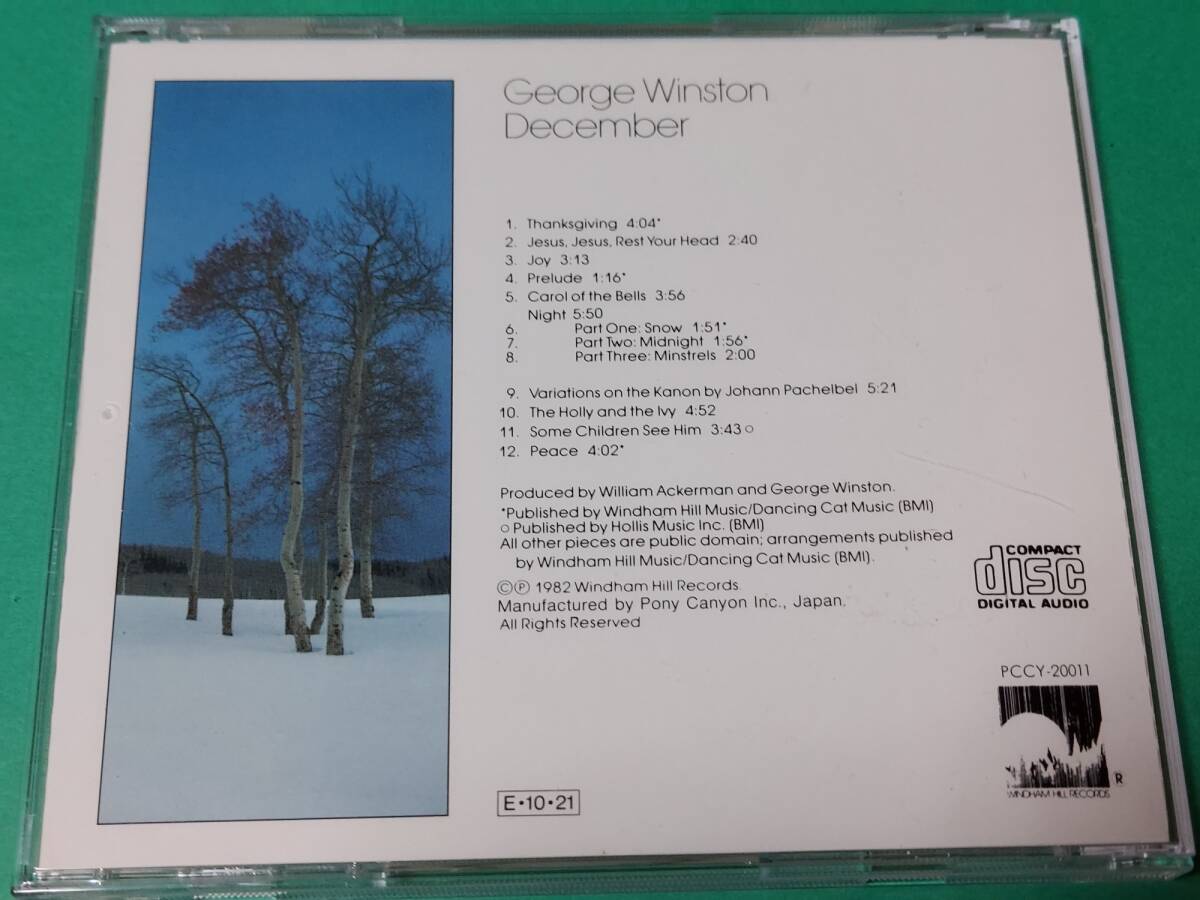 George Winston
December
1. Thanksgiving 4:04*
2. Jesus, Jesus, Rest Your Head 2:40
3. Joy 3:13
4. Prelude 1:16*
5. Carol of the Bells 3:56
Night 5:50
6. Part One: Snow 1:51*
7. Part Two: Midnight 1:56*
8. Part Three: Minstrels 2:00
9. Variations on the Kanon by Johann Pachelbel 5:21
10. The Holly and the Ivy 4:52
11. Some Children See Him 3:43○
12. Peace 4:02*
Produced by William Ackerman and George Winston.
*Published by Windham Hill Music/Dancing Cat Music (BMI)
○ Published by Hollis Music Inc. (BMI)
All other pieces are public domain; arrangements published
by Windham Hill Music/Dancing Cat Music (BMI).
©℗ 1982 Windham Hill Records
Manufactured by Pony Canyon Inc., Japan.
All Rights Reserved
COMPACT
disc
DIGITAL AUDIO
PCCY-20011
WINDHAM HILL RECORDS ®
E•10•21